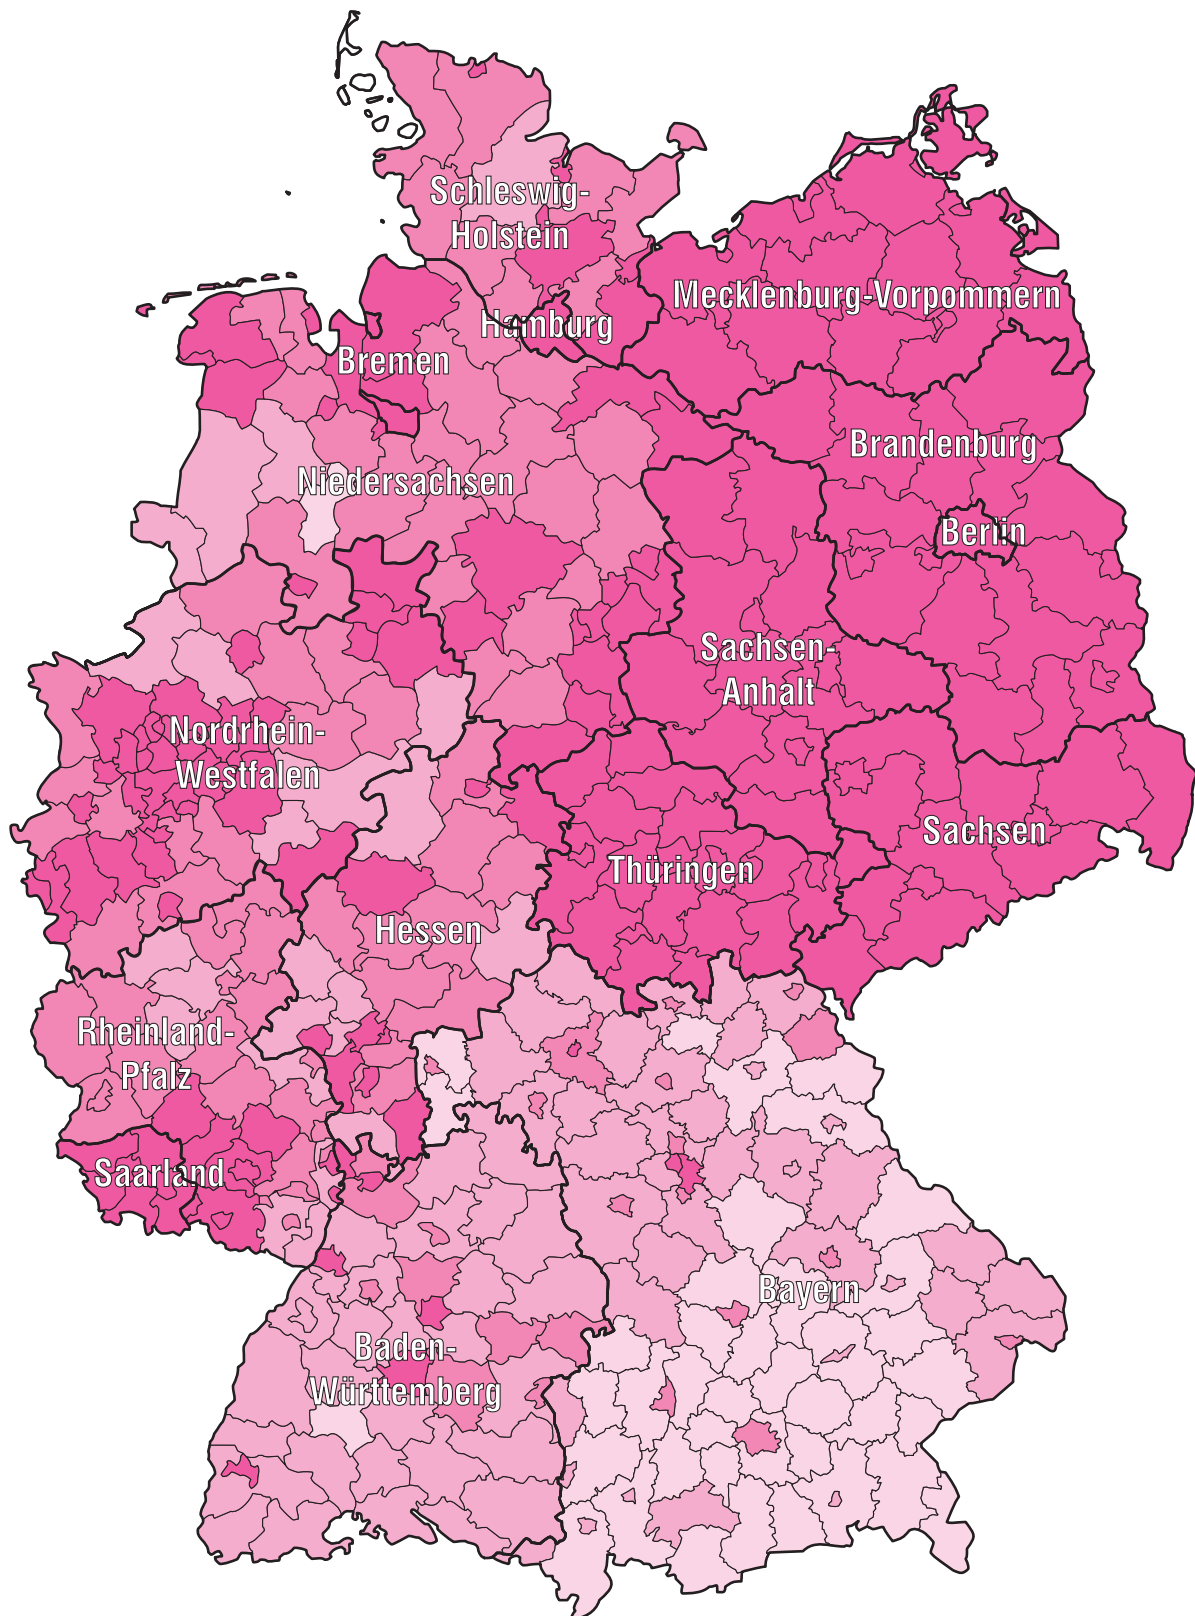 Schleswig-
Holstein
Mecklenburg-Vorpommern
Hamburg
Bremen
Brandenburg
Niedersachsen
Berlin
Sachsen-
Anhalt
Nordrhein-
Westfalen
Sachsen
Thüringen
Hessen
Rheinland-
Pfalz
Saarland
Bayern
Baden-
Württemberg